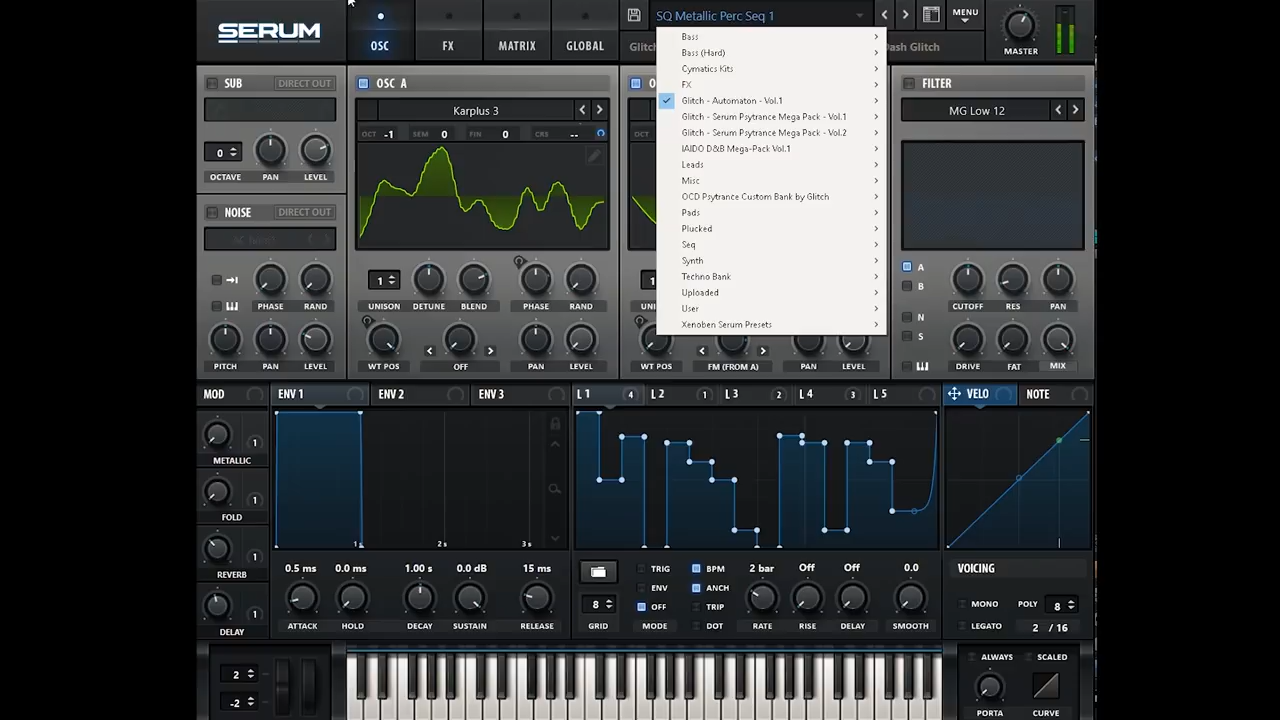 SERUM
OSC
FX
MATRIX
GLOBAL
SQ Metallic Perc Seq 1
MENU
MASTER
Glitch
Dash Glitch
Bass
Bass (Hard)
Cymatics Kits
FX
Glitch - Automaton - Vol.1
Glitch - Serum Psytrance Mega Pack - Vol.1
Glitch - Serum Psytrance Mega Pack - Vol.2
IAIDO D&B Mega-Pack Vol.1
Leads
Misc
OCD Psytrance Custom Bank by Glitch
Pads
Plucked
Seq
Synth
Techno Bank
Uploaded
User
Xenoben Serum Presets
SUB
DIRECT OUT
0
OCTAVE PAN LEVEL
NOISE
DIRECT OUT
PHASE RAND
PITCH PAN LEVEL
OSC A
Karplus 3
OCT -1 SEM 0 FIN 0 CRS --
1
UNISON DETUNE BLEND PHASE RAND
WT POS OFF PAN LEVEL
OCT
WT POS FM (FROM A) PAN LEVEL
FILTER
MG Low 12
A
B
N
S
CUTOFF RES PAN
DRIVE FAT MIX
MOD
1
METALLIC
1
FOLD
1
REVERB
1
DELAY
ENV 1 ENV 2 ENV 3
1s 2s 3s
0.5 ms 0.0 ms 1.00 s 0.0 dB 15 ms
ATTACK HOLD DECAY SUSTAIN RELEASE
L 1 4 L 2 1 L 3 2 L 4 3 L 5
TRIG BPM 2 bar Off Off 0.0
ENV ANCH
8 OFF TRIP
GRID MODE DOT RATE RISE DELAY SMOOTH
VELO NOTE
VOICING
MONO POLY 8
LEGATO 2 / 16
2
-2
ALWAYS SCALED
PORTA CURVE